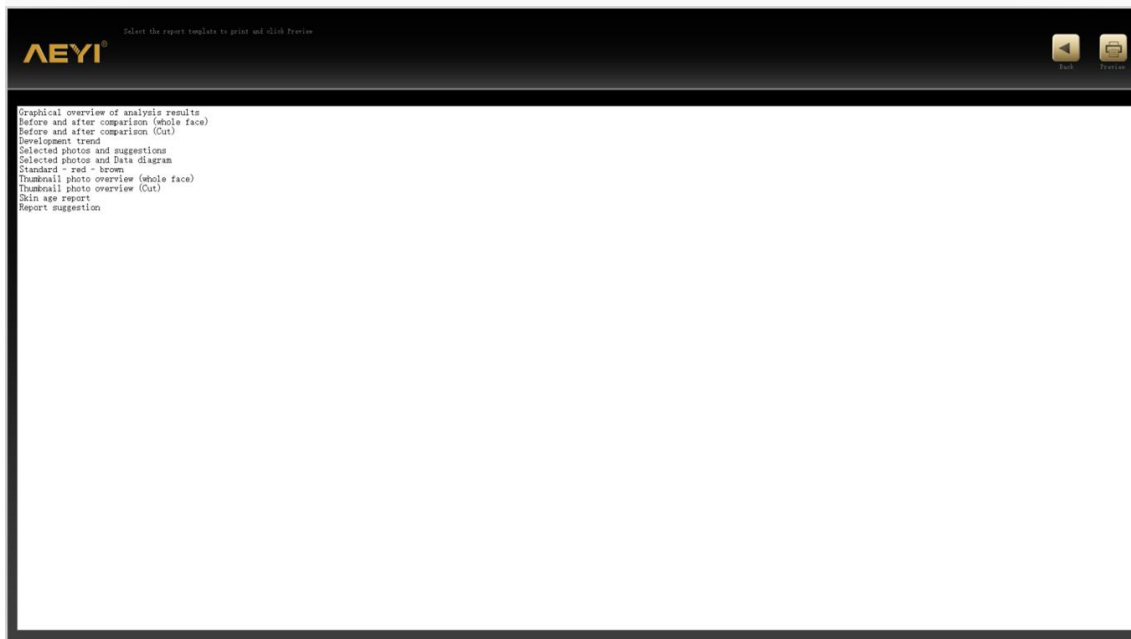 Select the report template to print and click Preview
AEYI®
Back
Preview
Graphical overview of analysis results
Before and after comparison (whole face)
Before and after comparison (Cut)
Development trend
Selected photos and suggestions
Selected photos and Data diagram
Standard - red - brown
Thumbnail photo overview (whole face)
Thumbnail photo overview (Cut)
Skin age report
Report suggestion